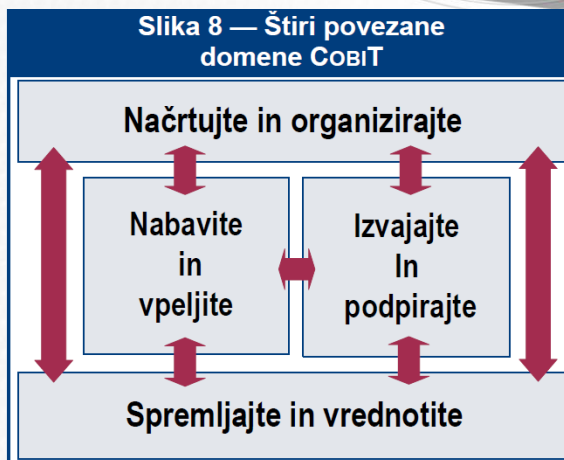 Slika 8 — Štiri povezane
domene COBIT
Načrtujte in organizirajte
Nabavite
in
vpeljite
Izvajajte
In
podpirajte
Spremljajte in vrednotite